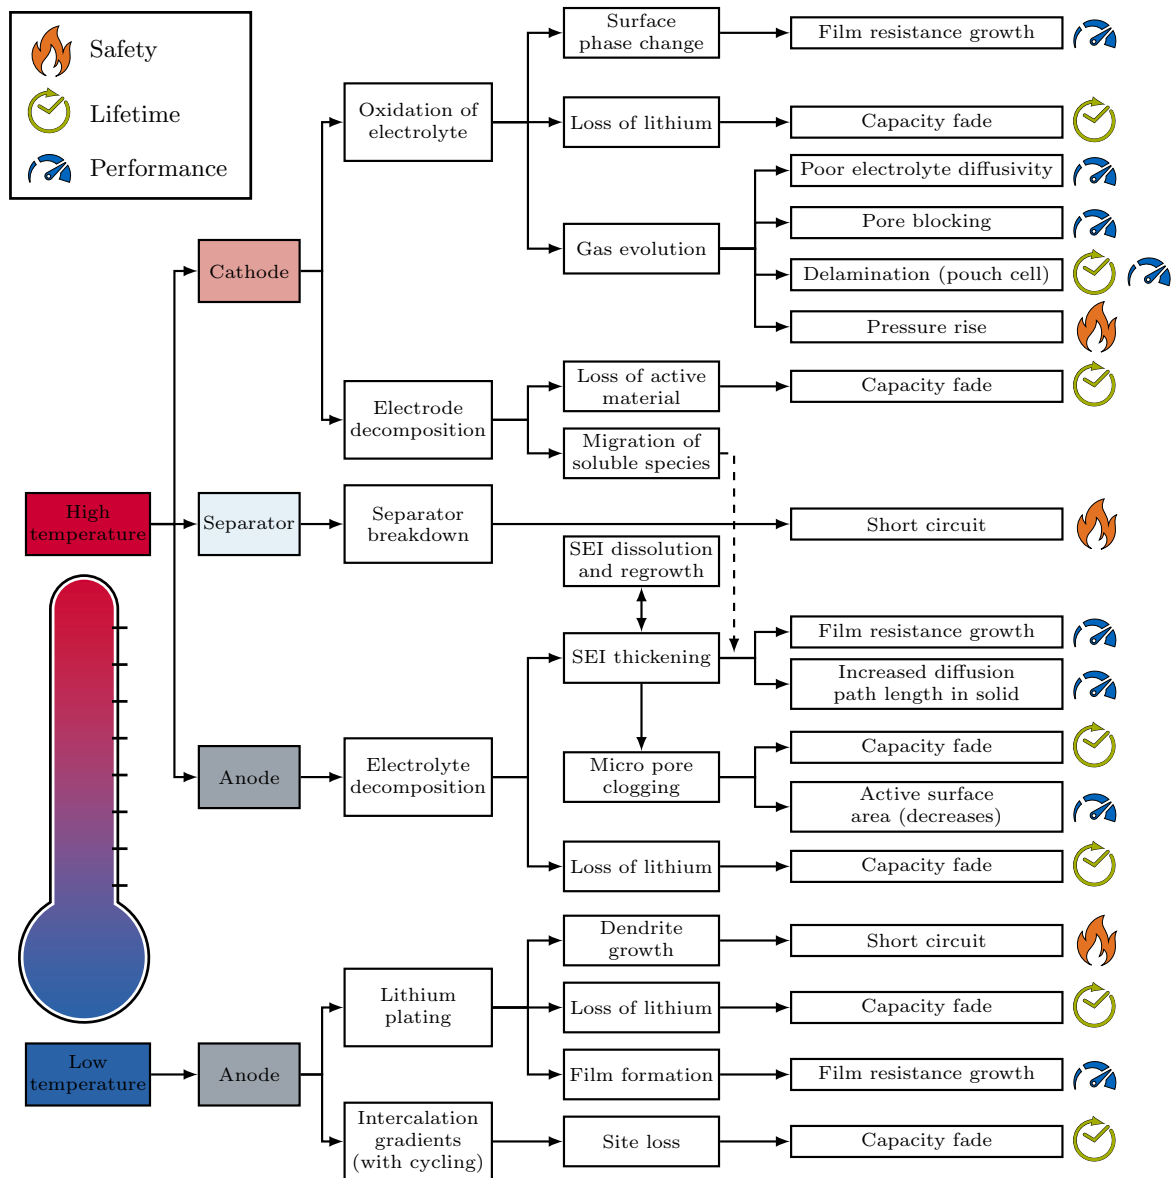 Safety
Lifetime
Performance
Surface
phase change
Film resistance growth
Oxidation of
electrolyte
Loss of lithium
Capacity fade
Poor electrolyte diffusivity
Pore blocking
Gas evolution
Cathode
Delamination (pouch cell)
Pressure rise
Loss of active
material
Capacity fade
Electrode
decomposition
Migration of
soluble species
High
temperature
Separator
Separator
breakdown
Short circuit
SEI dissolution
and regrowth
SEI thickening
Film resistance growth
Increased diffusion
path length in solid
Anode
Electrolyte
decomposition
Micro pore
clogging
Capacity fade
Active surface
area (decreases)
Loss of lithium
Capacity fade
Dendrite
growth
Short circuit
Lithium
plating
Loss of lithium
Capacity fade
Low
temperature
Anode
Film formation
Film resistance growth
Intercalation
gradients
(with cycling)
Site loss
Capacity fade